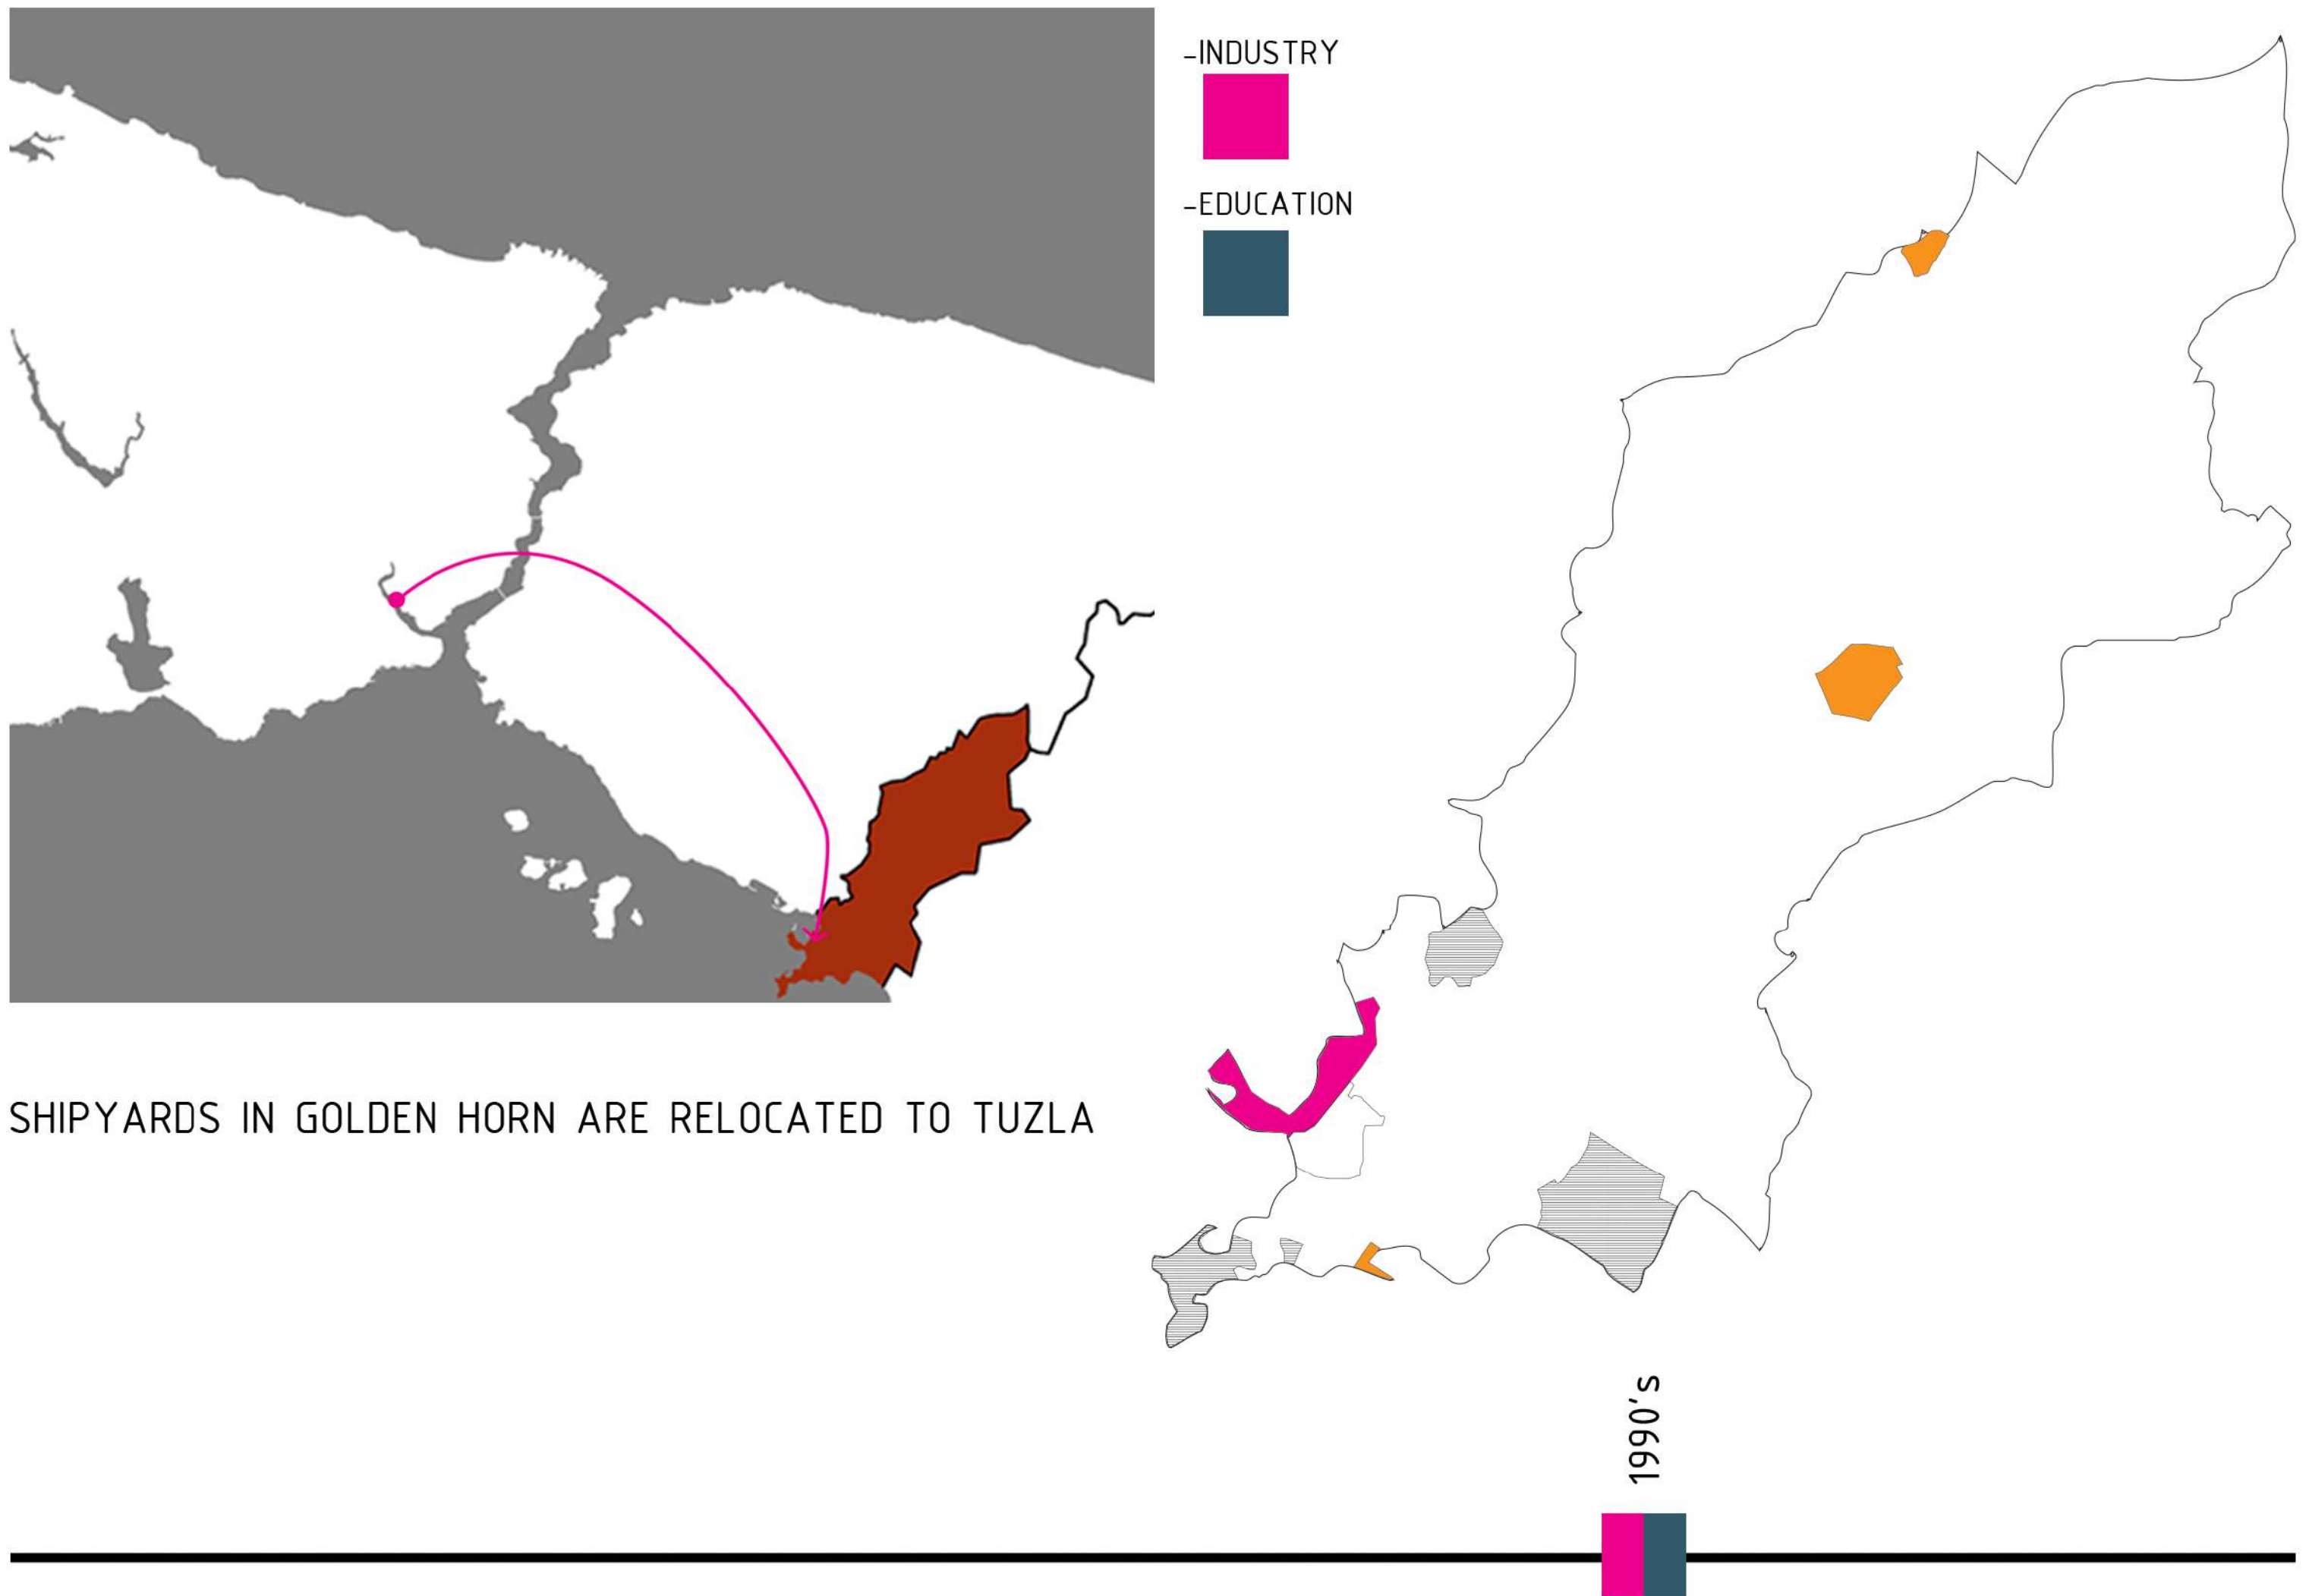 -INDUSTRY
-EDUCATION
SHIPYARDS IN GOLDEN HORN ARE RELOCATED TO TUZLA
1990's